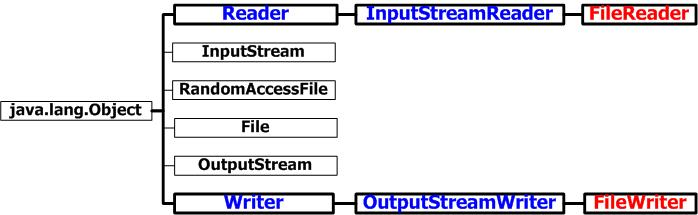 Reader InputStreamReader FileReader
InputStream
RandomAccessFile
java.lang.Object
File
OutputStream
Writer OutputStreamWriter FileWriter